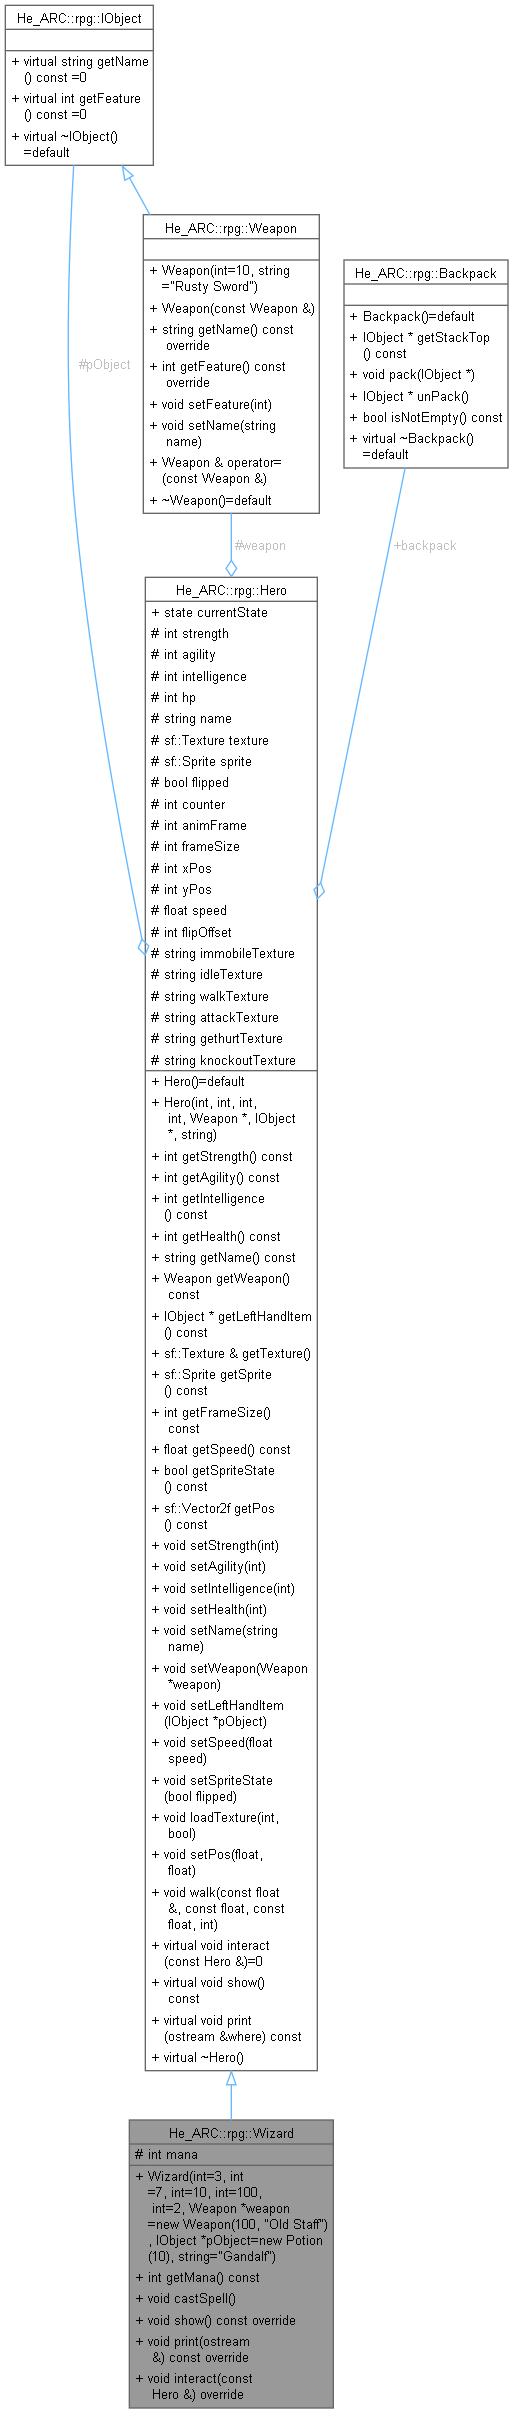 He_ARC::rpg::IObject
+ virtual string getName
() const =0
+ virtual int getFeature
() const =0
+ virtual ~IObject()
=default
#pObject
He_ARC::rpg::Weapon
+ Weapon(int=10, string
="Rusty Sword")
+ Weapon(const Weapon &)
+ string getName() const
override
+ int getFeature() const
override
+ void setFeature(int)
+ void setName(string
name)
+ Weapon & operator=
(const Weapon &)
+ ~Weapon()=default
#weapon
He_ARC::rpg::Backpack
+ Backpack()=default
+ IObject * getStackTop
() const
+ void pack(IObject *)
+ IObject * unPack()
+ bool isNotEmpty() const
+ virtual ~Backpack()
=default
+backpack
He_ARC::rpg::Hero
+ state currentState
# int strength
# int agility
# int intelligence
# int hp
# string name
# sf::Texture texture
# sf::Sprite sprite
# bool flipped
# int counter
# int animFrame
# int frameSize
# int xPos
# int yPos
# float speed
# int flipOffset
# string immobileTexture
# string idleTexture
# string walkTexture
# string attackTexture
# string gethurtTexture
# string knockoutTexture
+ Hero()=default
+ Hero(int, int, int,
int, Weapon *, IObject
*, string)
+ int getStrength() const
+ int getAgility() const
+ int getIntelligence
() const
+ int getHealth() const
+ string getName() const
+ Weapon getWeapon()
const
+ IObject * getLeftHandItem
() const
+ sf::Texture & getTexture()
+ sf::Sprite getSprite
() const
+ int getFrameSize()
const
+ float getSpeed() const
+ bool getSpriteState
() const
+ sf::Vector2f getPos
() const
+ void setStrength(int)
+ void setAgility(int)
+ void setIntelligence(int)
+ void setHealth(int)
+ void setName(string
name)
+ void setWeapon(Weapon
*weapon)
+ void setLeftHandItem
(IObject *pObject)
+ void setSpeed(float
speed)
+ void setSpriteState
(bool flipped)
+ void loadTexture(int,
bool)
+ void setPos(float,
float)
+ void walk(const float
&, const float, const
float, int)
+ virtual void interact
(const Hero &)=0
+ virtual void show()
const
+ virtual void print
(ostream &where) const
+ virtual ~Hero()
He_ARC::rpg::Wizard
# int mana
+ Wizard(int=3, int
=7, int=10, int=100,
int=2, Weapon *weapon
=new Weapon(100, "Old Staff")
, IObject *pObject=new Potion
(10), string="Gandalf")
+ int getMana() const
+ void castSpell()
+ void show() const override
+ void print(ostream
&) const override
+ void interact(const
Hero &) override